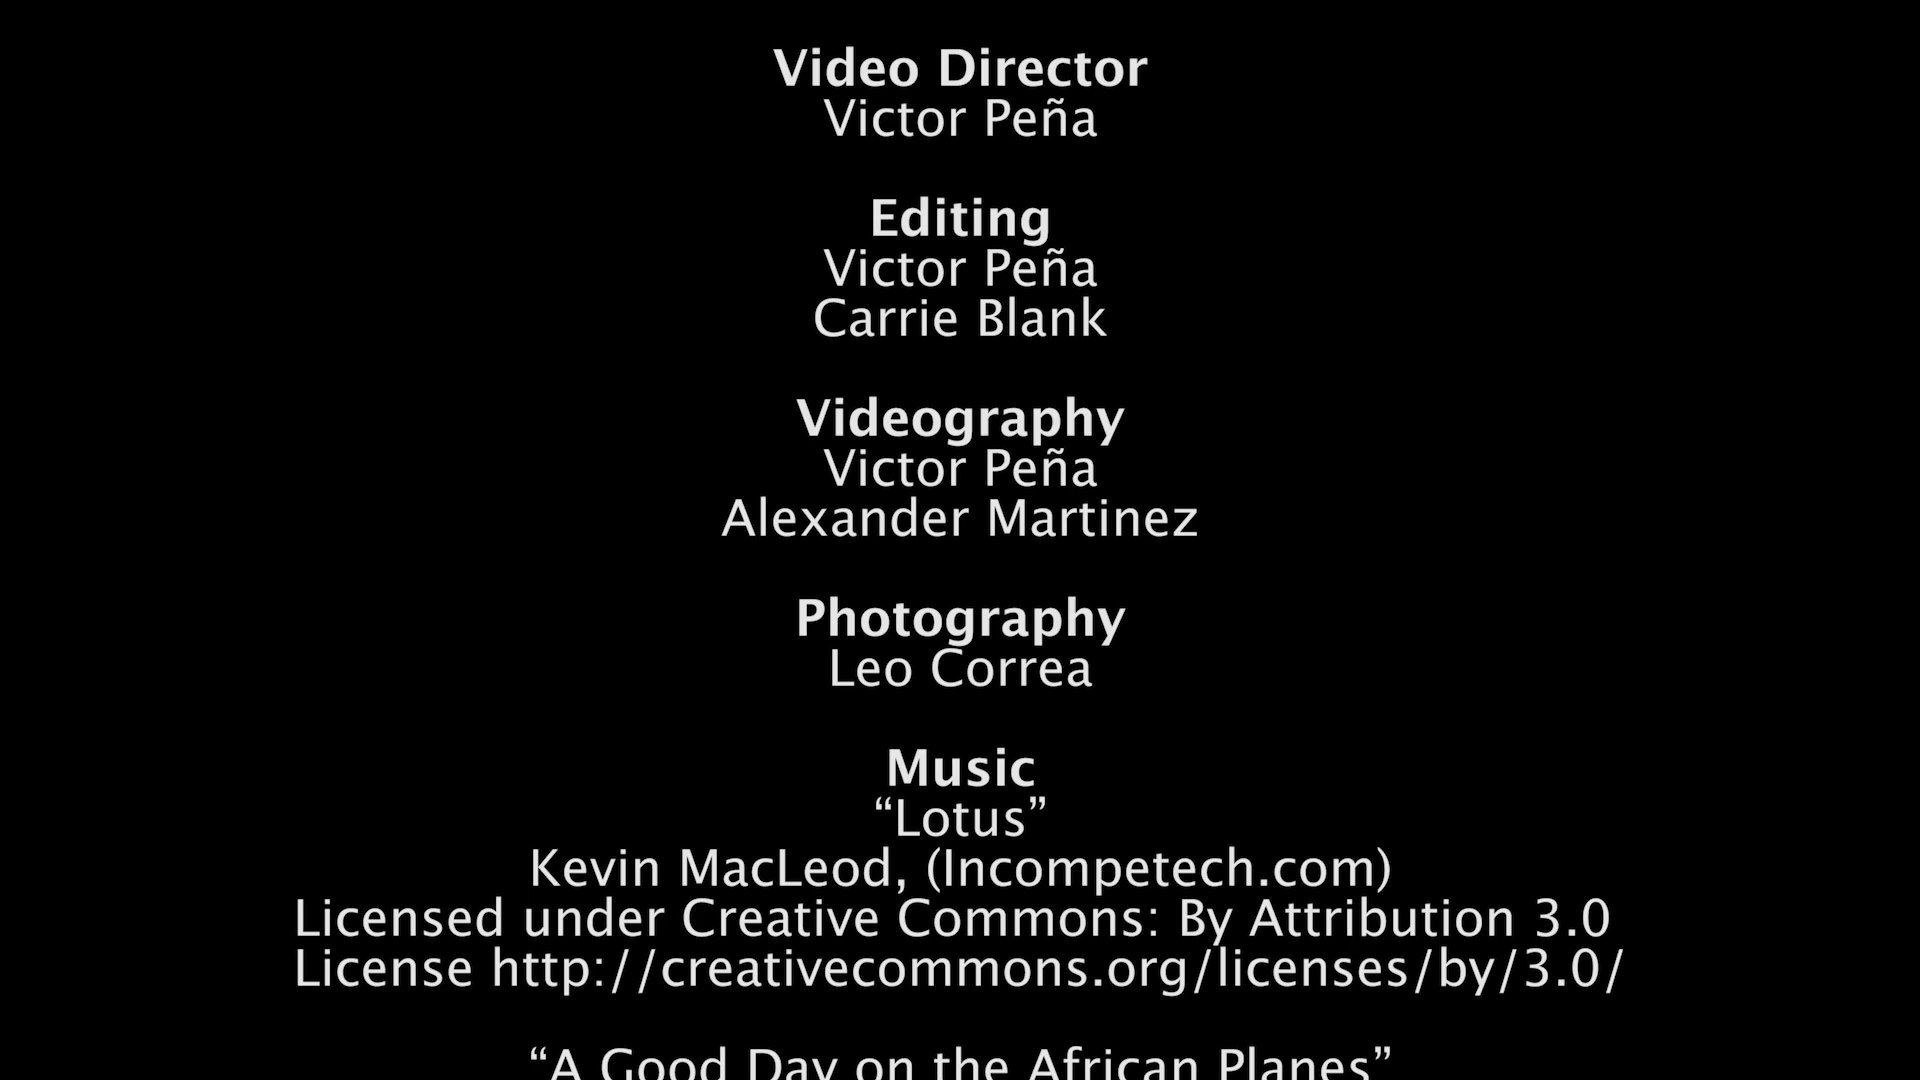 Video Director
Victor Peña
Editing
Victor Peña
Carrie Blank
Videography
Victor Peña
Alexander Martinez
Photography
Leo Correa
Music
“Lotus”
Kevin MacLeod, (Incompetech.com)
Licensed under Creative Commons: By Attribution 3.0
License http://creativecommons.org/licenses/by/3.0/
“A Good Day on the African Planes”